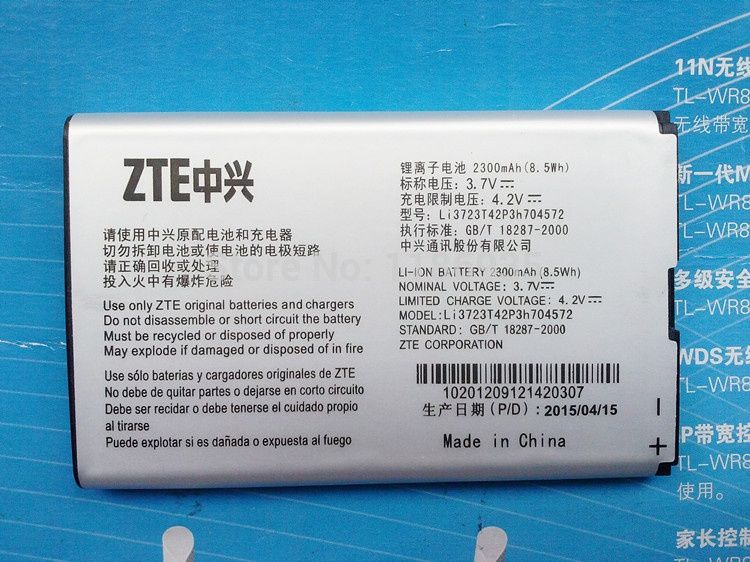 ZTE中兴
请使用中兴原配电池和充电器
切勿拆卸电池或使电池的电极短路
请正确回收或处理
投入火中有爆炸危险
Use only ZTE original batteries and chargers
Do not disassemble or short circuit the battery
Must be recycled or disposed properly
May explode if damaged or disposed in fire
Use sólo baterias y cargadores originales de ZTE
No debe de quitar partes o dejarse en corto circuito
Debe ser recidar o debe tenerse el cuidado propio
al tirarse
Puede explotar si es dañada o expuesta al fuego
锂离子电池 2300mAh(8.5Wh)
标称电压: 3.7V
充电限制电压: 4.2V
型号: Li3723T42P3h704572
执行标准: GB/T 18287-2000
中兴通讯股份有限公司
LI-ION BATTERY 2300mAh(8.5Wh)
NOMINAL VOLTAGE: 3.7V
LIMITED CHARGE VOLTAGE: 4.2V
MODEL:Li3723T42P3h704572
STANDARD: GB/T 18287-2000
ZTE CORPORATION
10201209121420307
生产日期(P/D): 2015/04/15
Made in China
- 
+
11N无线
TL-WR8
无线带宽
新一代M
TL-WR8
TL-WR8
多级安全
TL-WR8
WDS无线
TL-WR8
IP带宽控
TL-WR8
使用。
家长控制